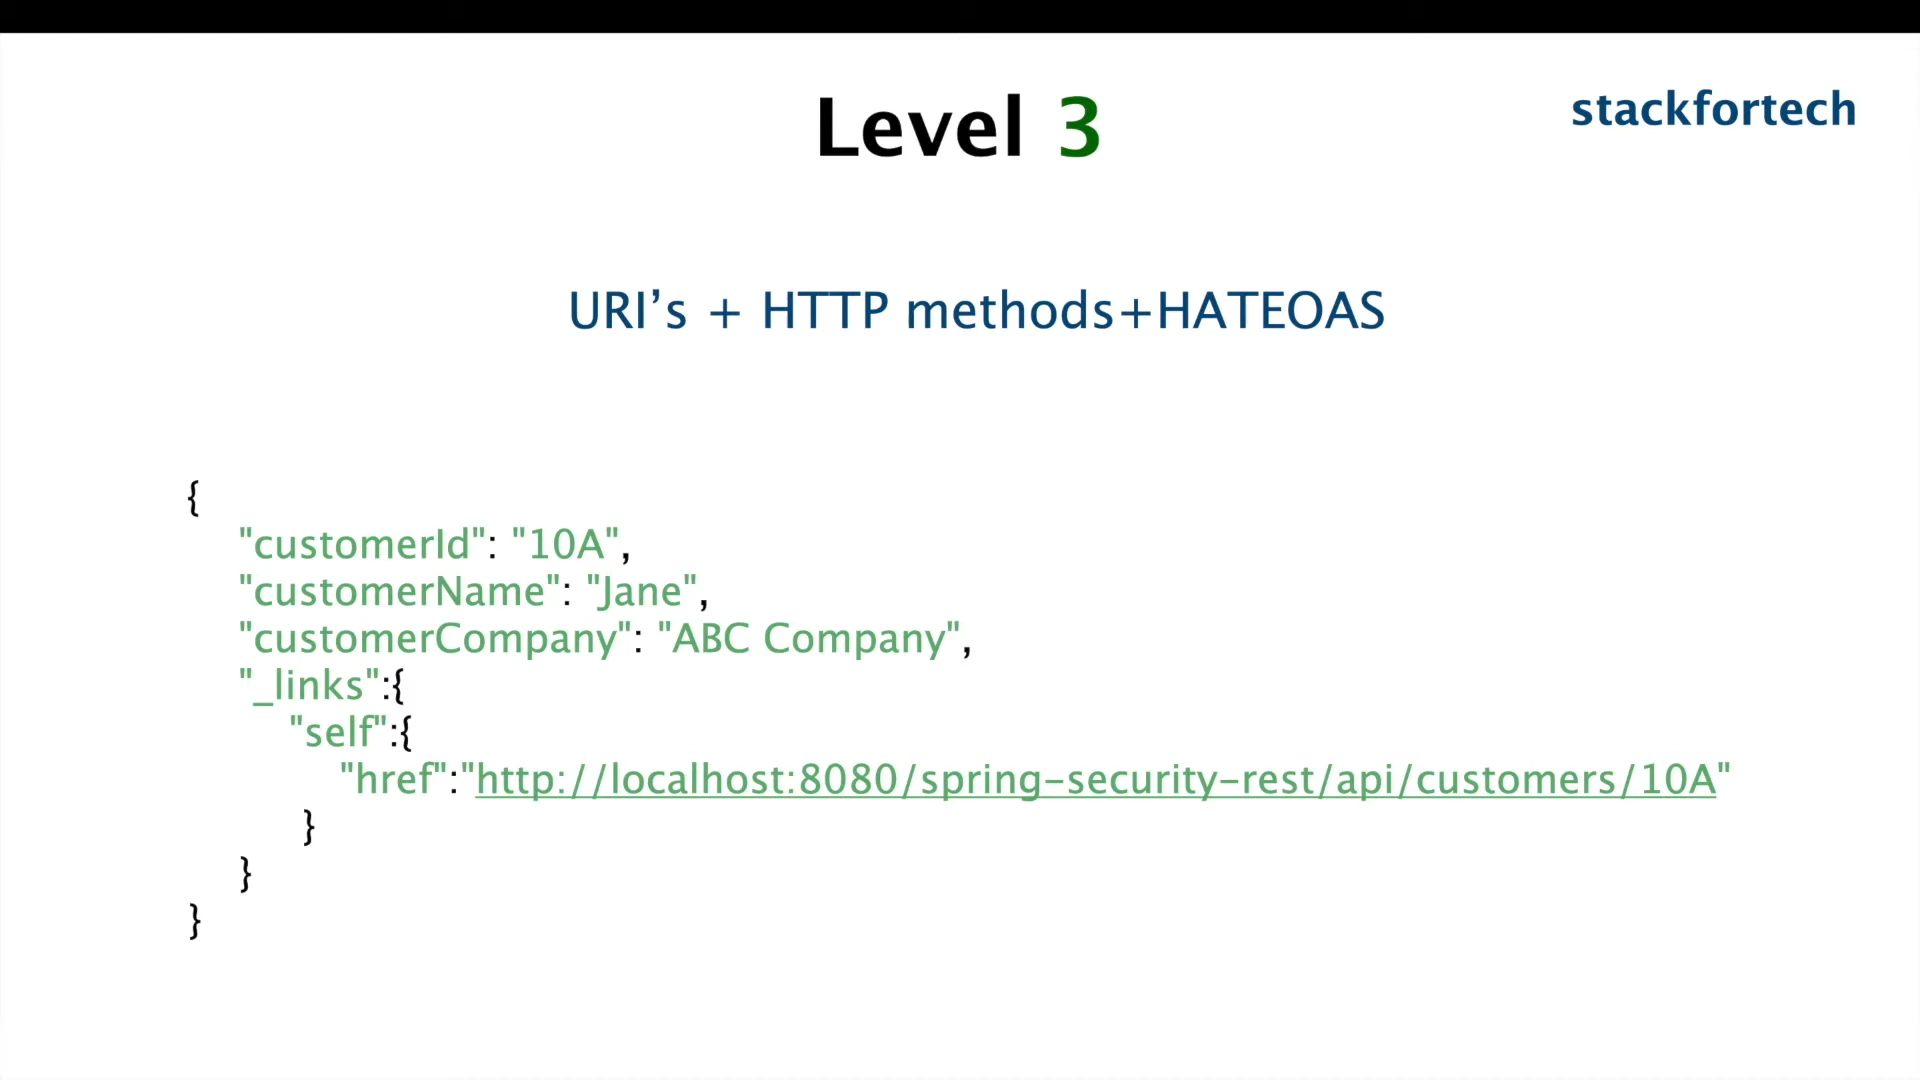 Level 3
stackfortech
URI’s + HTTP methods+HATEOAS
{
"customerId": "10A",
"customerName": "Jane",
"customerCompany": "ABC Company",
"_links":{
"self":{
"href":"http://localhost:8080/spring-security-rest/api/customers/10A"
}
}
}